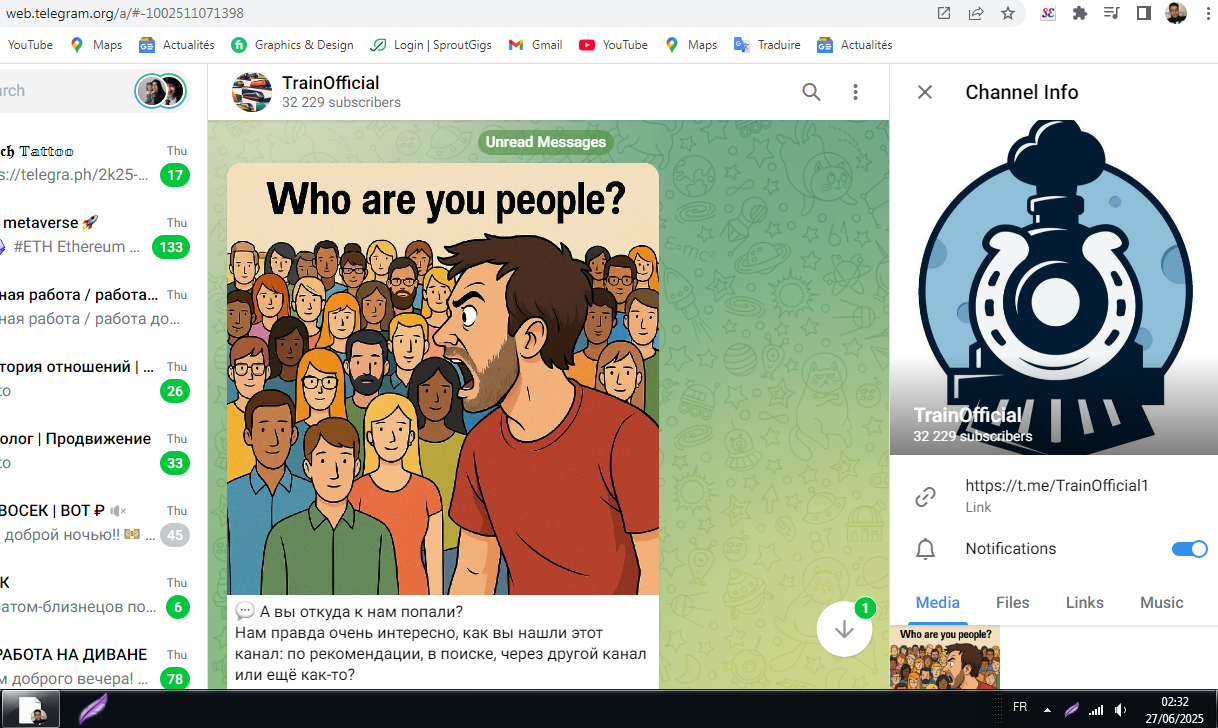 web.telegram.org/a/#-1002511071398
YouTube Maps Actualités Graphics & Design Login | SproutGigs Gmail YouTube Maps Traduire Actualités
rch
𝖈𝖍 𝕋𝕒𝕥𝕥𝕠𝕠 Thu
s://telegra.ph/2k25-... 17
metaverse 🚀 Thu
#ETH Ethereum ... 133
ная работа / работа... Thu
ная работа / работа до...
тория отношений | ... Thu
to 26
олог | Продвижение Thu
to 33
ВОСЕК | BOT ₽ Thu
доброй ночью!! 💴 ... 45
К Thu
ратом-близнецов по... 6
РАБОТА НА ДИВАНЕ Thu
м доброго вечера! ... 78
TrainOfficial
32 229 subscribers
Unread Messages
Who are you people?
💬 А вы откуда к нам попали?
Нам правда очень интересно, как вы нашли этот
канал: по рекомендации, в поиске, через другой канал
или ещё как-то?
1
Channel Info
TrainOfficial
32 229 subscribers
https://t.me/TrainOfficial1
Link
Notifications
Media Files Links Music
Who are you people?
FR
02:32
27/06/2025